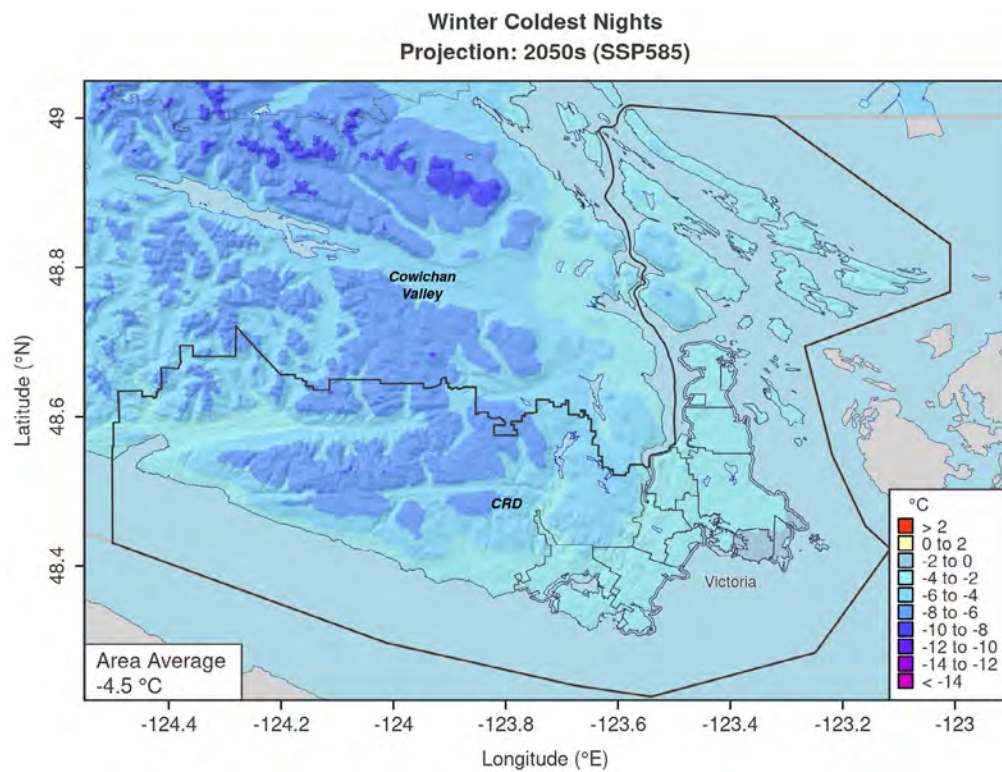 Winter Coldest Nights
Projection: 2050s (SSP585)
Latitude (°N)
49
48.8
48.6
48.4
Cowichan
Valley
CRD
Victoria
°C
> 2
0 to 2
-2 to 0
-4 to -2
-6 to -4
-8 to -6
-10 to -8
-12 to -10
-14 to -12
< -14
Area Average
-4.5 °C
-124.4
-124.2
-124
-123.8
-123.6
-123.4
-123.2
-123
Longitude (°E)